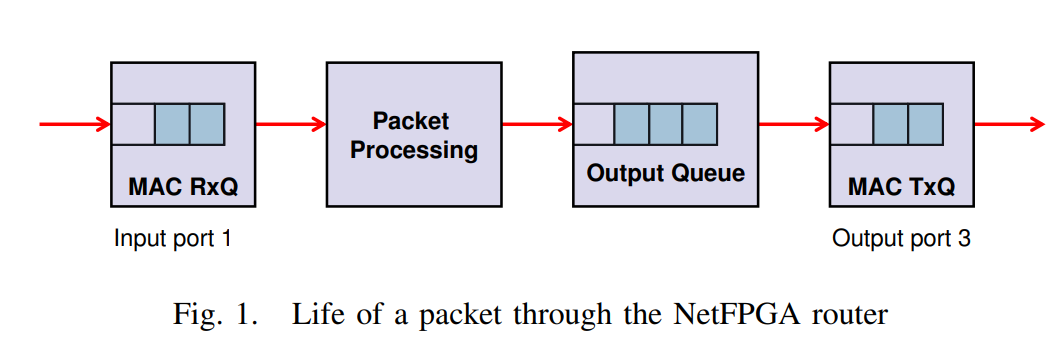 Packet
Processing
Output Queue
MAC RxQ
MAC TxQ
Input port 1
Output port 3
Fig. 1. Life of a packet through the NetFPGA router